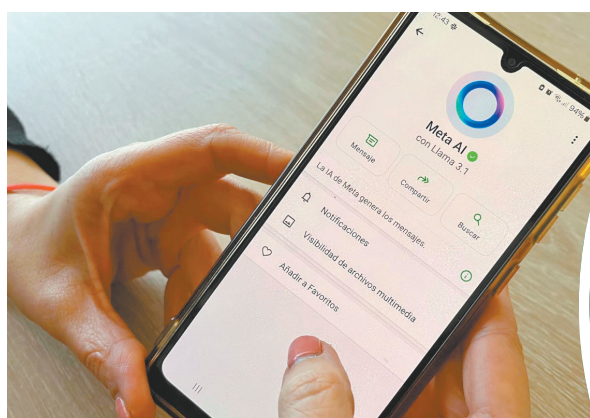 12:43
94%
Meta AI
con Llama 3.1
Mensaje
Compartir
Buscar
La IA de Meta genera los mensajes.
Notificaciones
Visibilidad de archivos multimedia
Añadir a Favoritos